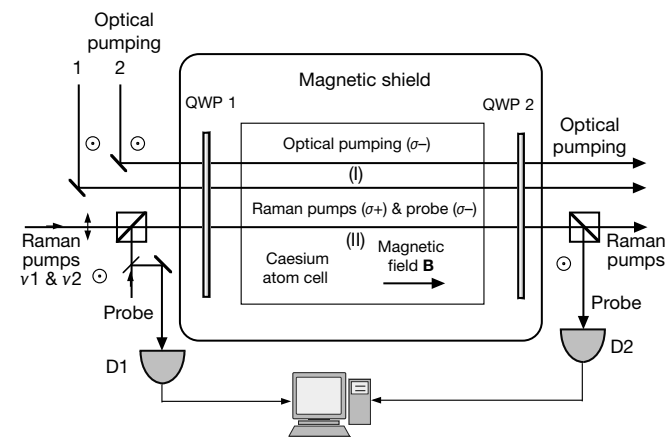 Optical
pumping
1 2
Magnetic shield
QWP 1
QWP 2
Optical pumping (σ−)
Optical
pumping
(I)
Raman pumps (σ+) & probe (σ−)
(II)
Raman
pumps
ν1 & ν2
Caesium
atom cell
Magnetic
field B
Raman
pumps
Probe
Probe
D1
D2